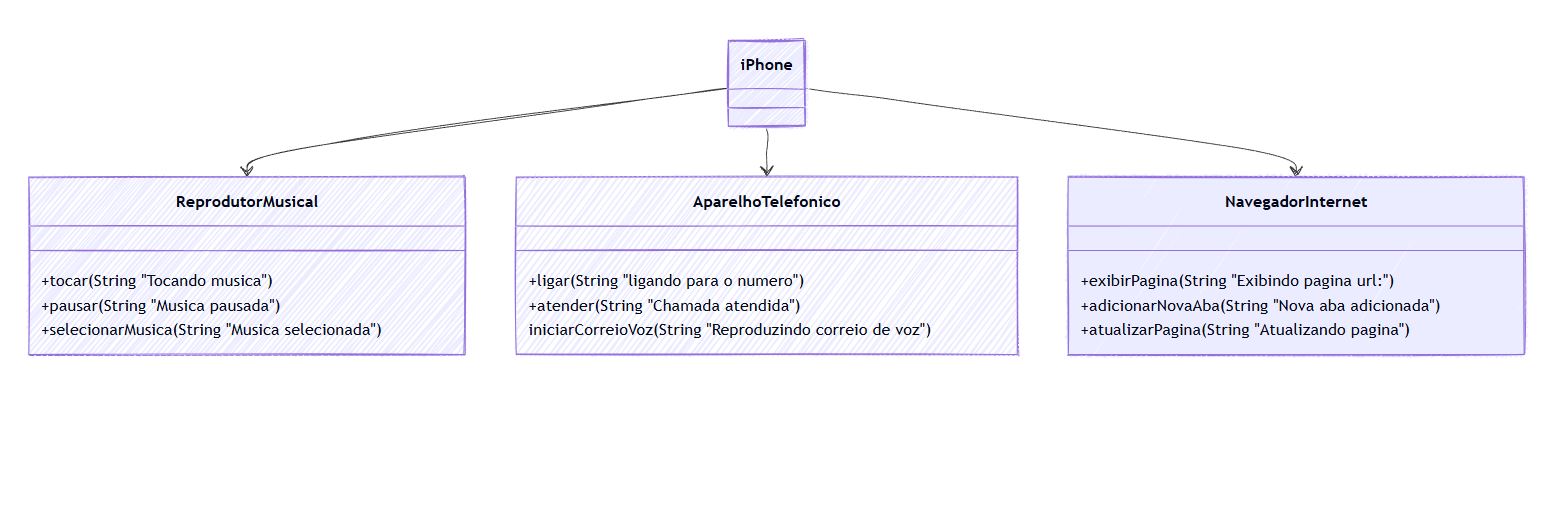 iPhone
ReprodutorMusical
+tocar(String "Tocando musica")
+pausar(String "Musica pausada")
+selecionarMusica(String "Musica selecionada")
AparelhoTelefonico
+ligar(String "ligando para o numero")
+atender(String "Chamada atendida")
iniciarCorreioVoz(String "Reproduzindo correio de voz")
NavegadorInternet
+exibirPagina(String "Exibindo pagina url:")
+adicionarNovaAba(String "Nova aba adicionada")
+atualizarPagina(String "Atualizando pagina")